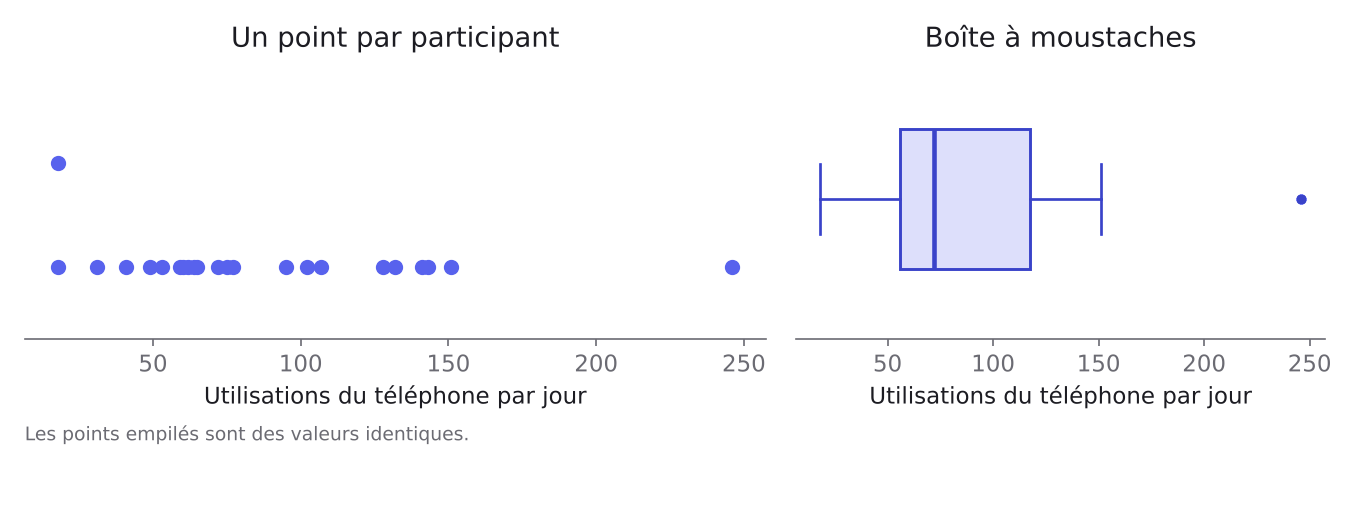 Un point par participant
Boîte à moustaches
50 100 150 200 250
50 100 150 200 250
Utilisations du téléphone par jour
Utilisations du téléphone par jour
Les points empilés sont des valeurs identiques.